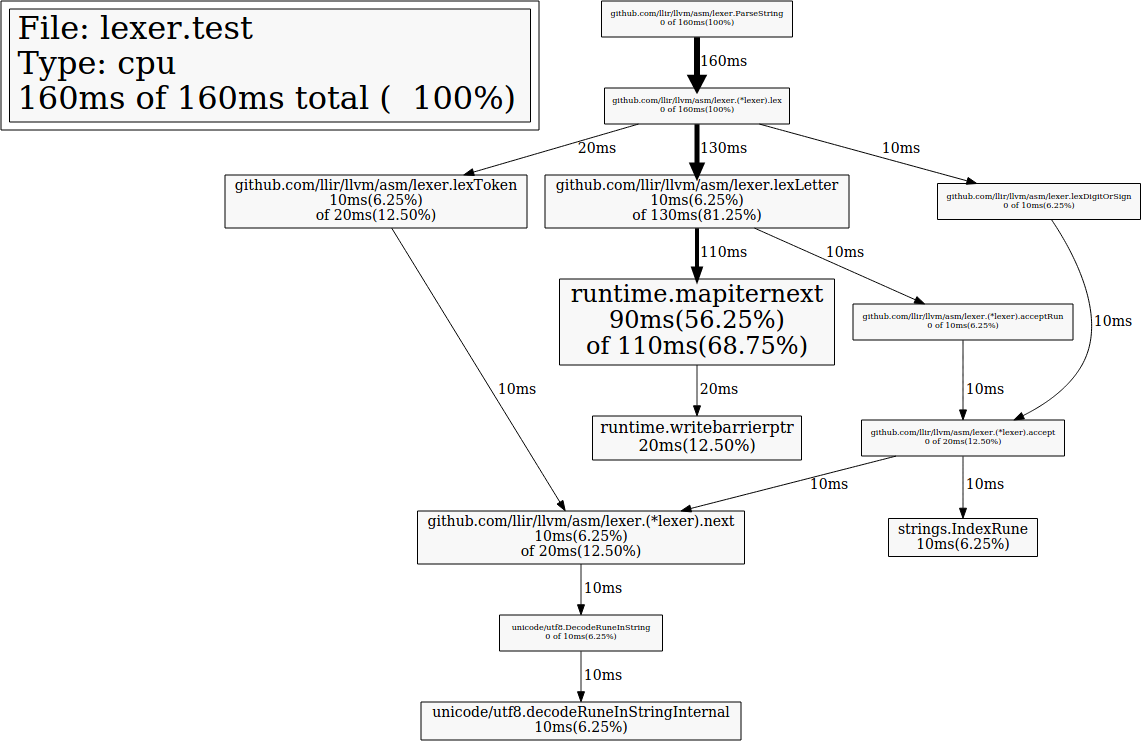 File: lexer.test
Type: cpu
160ms of 160ms total ( 100%)
github.com/llir/llvm/asm/lexer.ParseString
0 of 160ms(100%)
160ms
github.com/llir/llvm/asm/lexer.(*lexer).lex
0 of 160ms(100%)
20ms
130ms
10ms
github.com/llir/llvm/asm/lexer.lexToken
10ms(6.25%)
of 20ms(12.50%)
github.com/llir/llvm/asm/lexer.lexLetter
10ms(6.25%)
of 130ms(81.25%)
github.com/llir/llvm/asm/lexer.lexDigitOrSign
0 of 10ms(6.25%)
110ms
10ms
runtime.mapiternext
90ms(56.25%)
of 110ms(68.75%)
github.com/llir/llvm/asm/lexer.(*lexer).acceptRun
0 of 10ms(6.25%)
10ms
10ms
20ms
10ms
runtime.writebarrierptr
20ms(12.50%)
github.com/llir/llvm/asm/lexer.(*lexer).accept
0 of 20ms(12.50%)
10ms
10ms
github.com/llir/llvm/asm/lexer.(*lexer).next
10ms(6.25%)
of 20ms(12.50%)
strings.IndexRune
10ms(6.25%)
10ms
unicode/utf8.DecodeRuneInString
0 of 10ms(6.25%)
10ms
unicode/utf8.decodeRuneInStringInternal
10ms(6.25%)